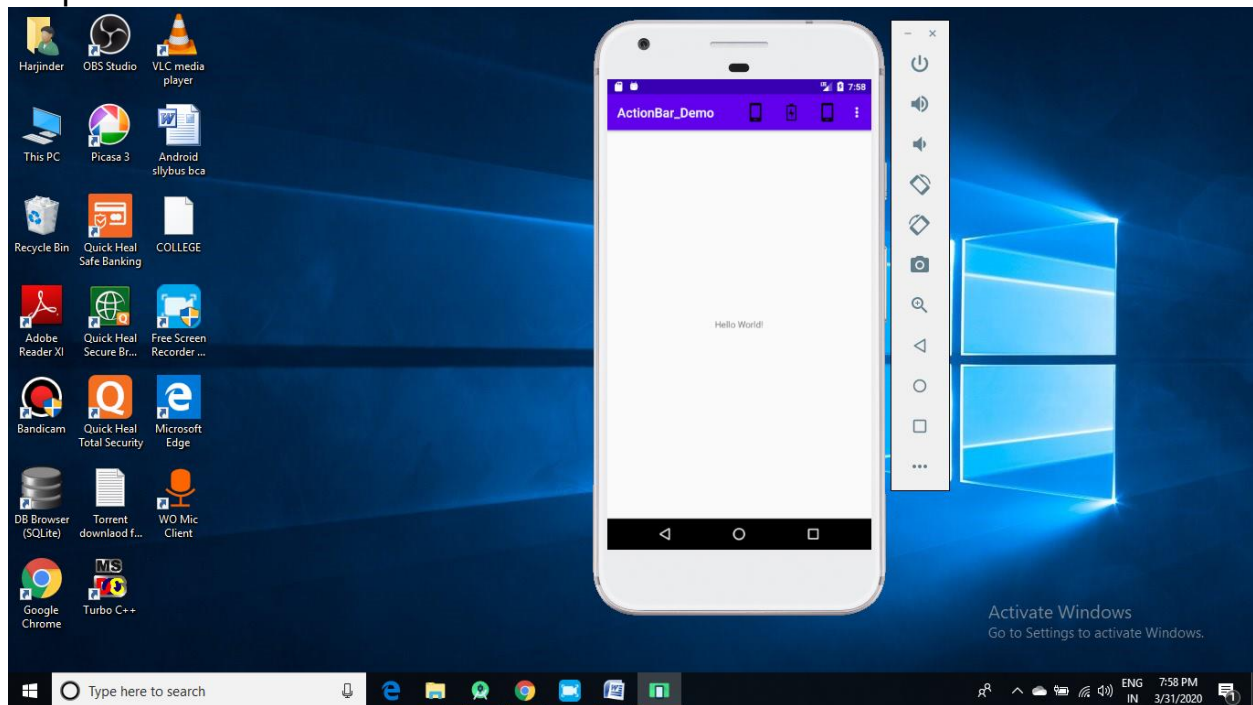 Harjinder
OBS Studio
VLC media
player
This PC
Picasa 3
Android
sllybus bca
Recycle Bin
Quick Heal
Safe Banking
COLLEGE
Adobe
Reader XI
Quick Heal
Secure Br...
Free Screen
Recorder ...
Bandicam
Quick Heal
Total Security
Microsoft
Edge
DB Browser
(SQLite)
Torrent
downlaod f...
WO Mic
Client
Google
Chrome
MS
Turbo C++
7:58
ActionBar_Demo
Hello World!
Activate Windows
Go to Settings to activate Windows.
Type here to search
ENG
IN
7:58 PM
3/31/2020
1